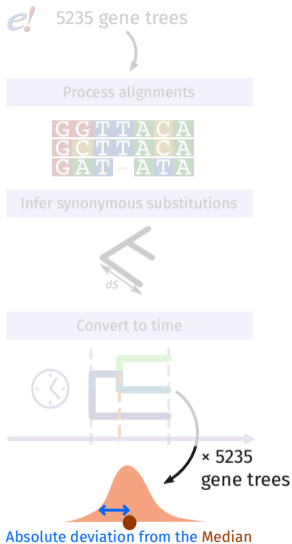 e!
5235 gene trees
Process alignments
GGTTACA
GCTTACA
GAT–ATA
Infer synonymous substitutions
dS
Convert to time
× 5235
gene trees
Absolute deviation from the Median